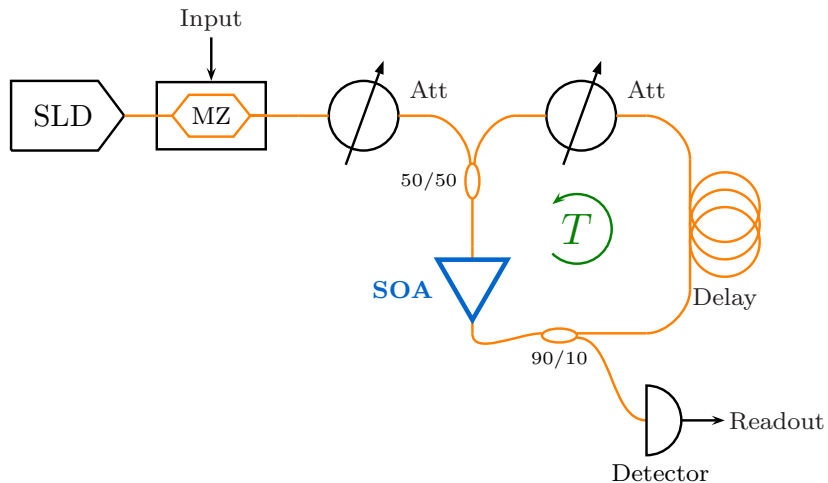 Input
SLD
MZ
Att
Att
50/50
T
SOA
Delay
90/10
Readout
Detector